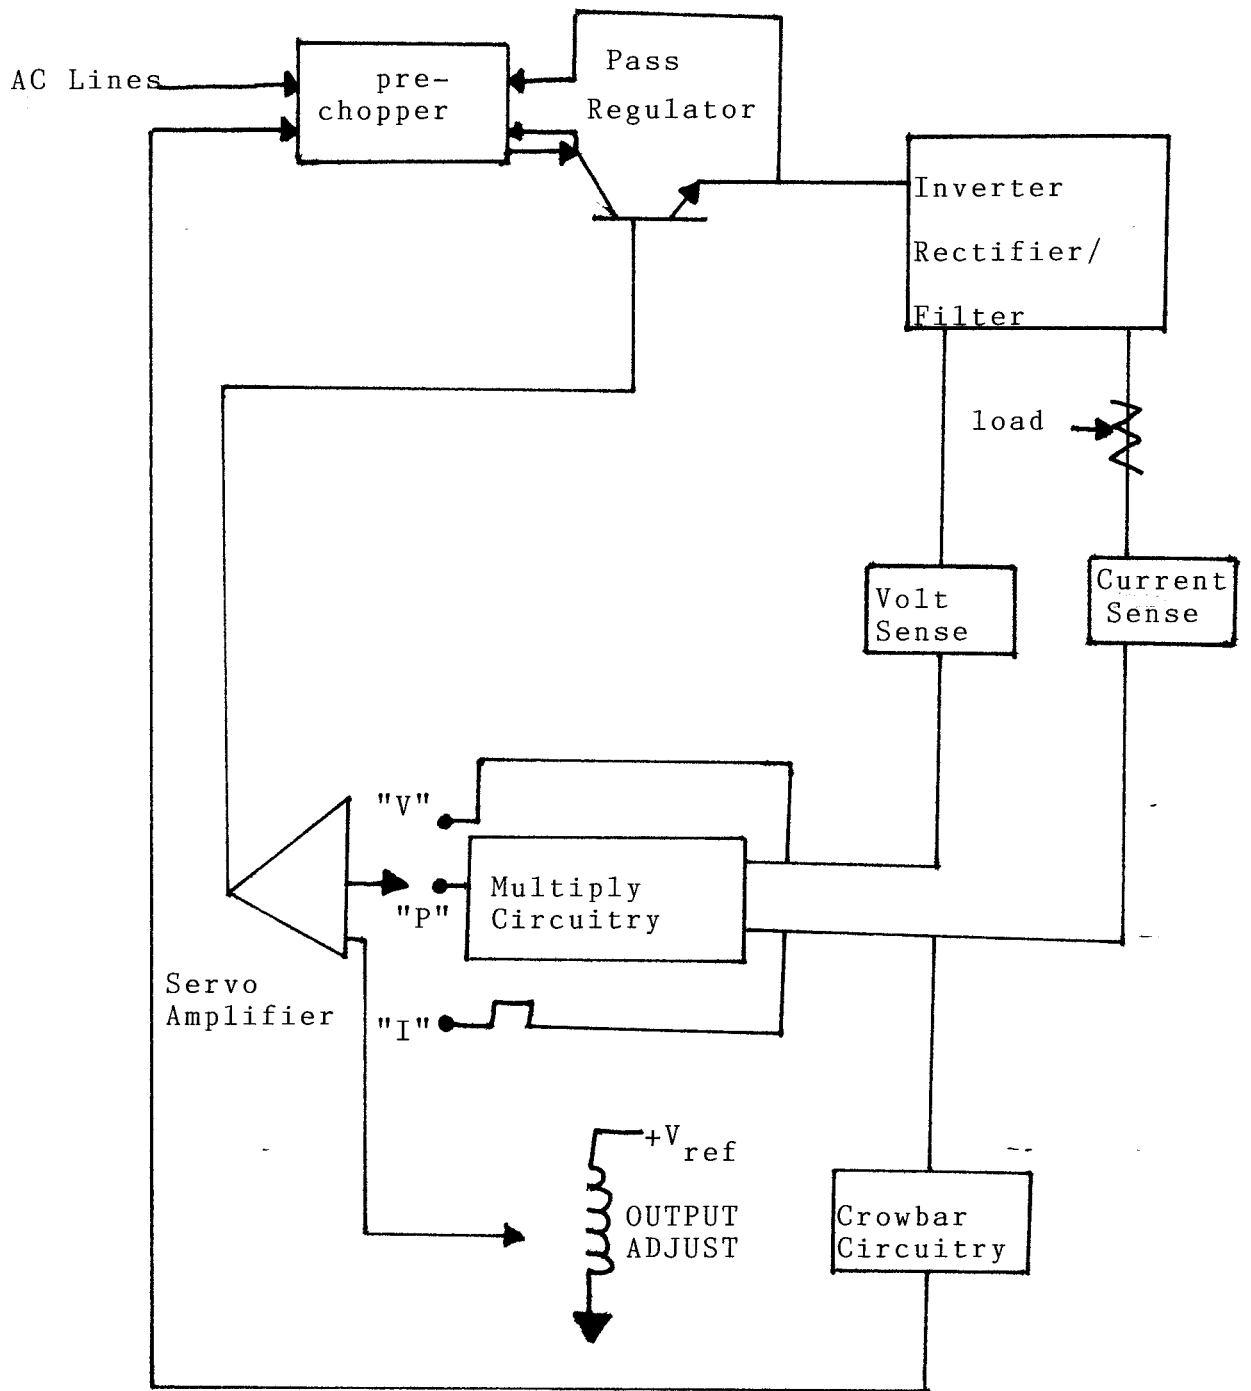 AC Lines
pre-
chopper
Pass
Regulator
Inverter
Rectifier/
Filter
load
Volt
Sense
Current
Sense
"V"
"P"
Multiply
Circuitry
Servo
Amplifier
"I"
+Vref
OUTPUT
ADJUST
Crowbar
Circuitry